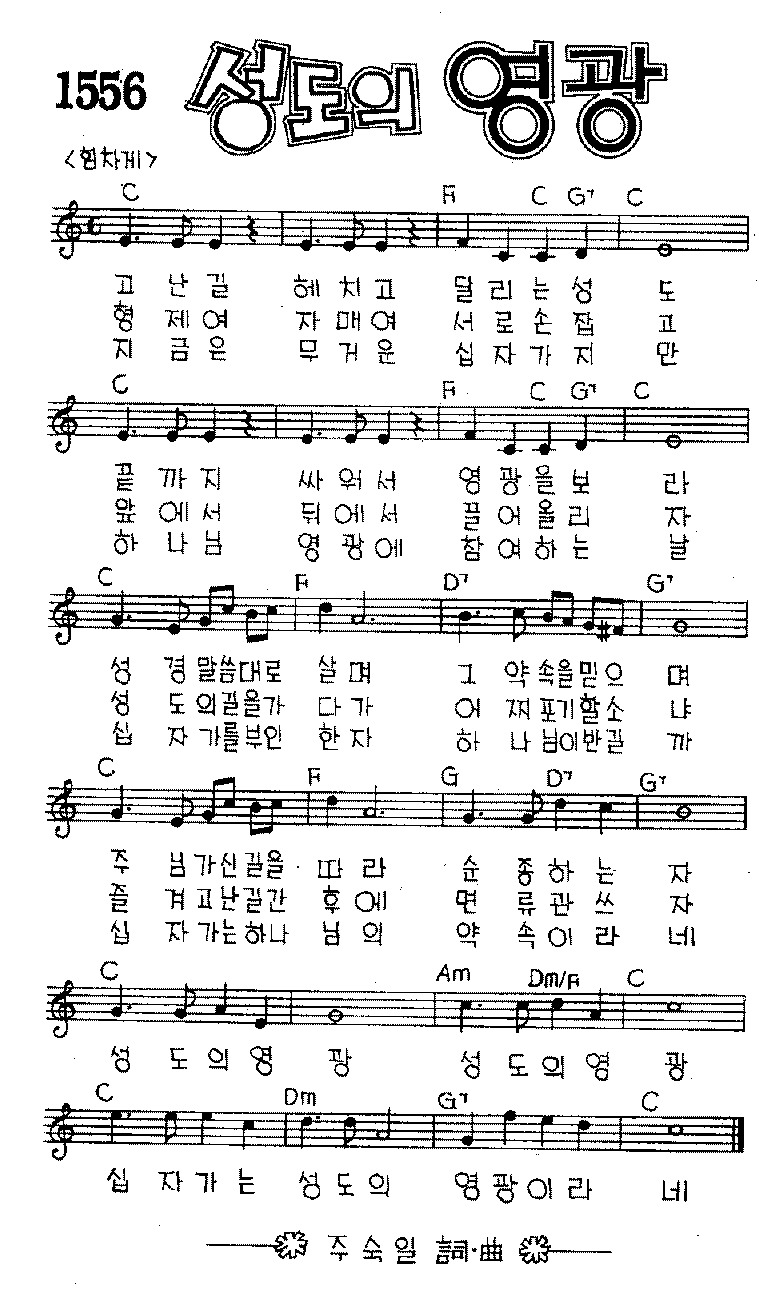 1556 성도의 영광
<힘차게>
C F C G7 C
고 난 길 헤 치 고 달 리 는 성 도
형 제 여 자 매 여 서 로 손 잡 고
지 금 은 무 거 운 십 자 가 지 만
C F C G7 C
끝 까 지 싸 워 서 영 광 을 보 라
앞 에 서 뒤 에 서 끌 어 올 리 자
하 나 님 영 광 에 참 여 하 는 날
C F D7 G7
성 경 말씀대로 살 며 그 약 속을믿으 며
성 도 의길을가 다 가 어 찌 포기할소 냐
십 자 가를부인 한 자 하 나 님이반길 까
C F G D7 G7
주 님 가신길을 따 라 순 종 하 는 자
즐 겨 고난길간 후 에 면 류 관 쓰 자
십 자 가는하나 님 의 약 속 이 라 네
C Am Dm/F C
성 도 의 영 광 성 도 의 영 광
C Dm G7 C
십 자 가 는 성 도 의 영 광 이 라 네
주 숙 일 詞·曲